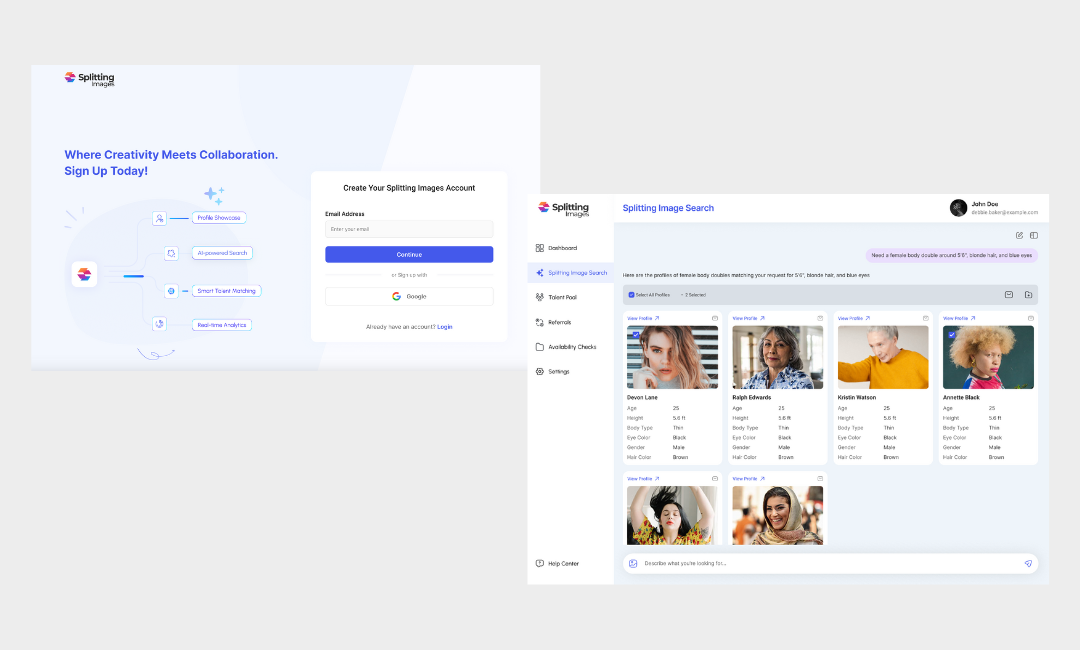 Splitting
Images
Where Creativity Meets Collaboration.
Sign Up Today!
Profile Showcase
AI-powered Search
Smart Talent Matching
Real-time Analytics
Create Your Splitting Images Account
Email Address
Enter your email
Continue
or Sign up with
Google
Already have an account? Login
Splitting
Images
Dashboard
Splitting Image Search
Talent Pool
Referrals
Availability Checks
Settings
Help Center
Splitting Image Search
John Doe
debbie.baker@example.com
Need a female body double around 5'6", blonde hair, and blue eyes
Here are the profiles of female body doubles matching your request for 5'6", blonde hair, and blue eyes
Select All Profiles
- 2 Selected
View Profile
Devon Lane
Age 25
Height 5.6 ft
Body Type Thin
Eye Color Black
Gender Male
Hair Color Brown
View Profile
Ralph Edwards
Age 25
Height 5.6 ft
Body Type Thin
Eye Color Black
Gender Male
Hair Color Brown
View Profile
Kristin Watson
Age 25
Height 5.6 ft
Body Type Thin
Eye Color Black
Gender Male
Hair Color Brown
View Profile
Annette Black
Age 25
Height 5.6 ft
Body Type Thin
Eye Color Black
Gender Male
Hair Color Brown
View Profile
View Profile
Describe what you're looking for...